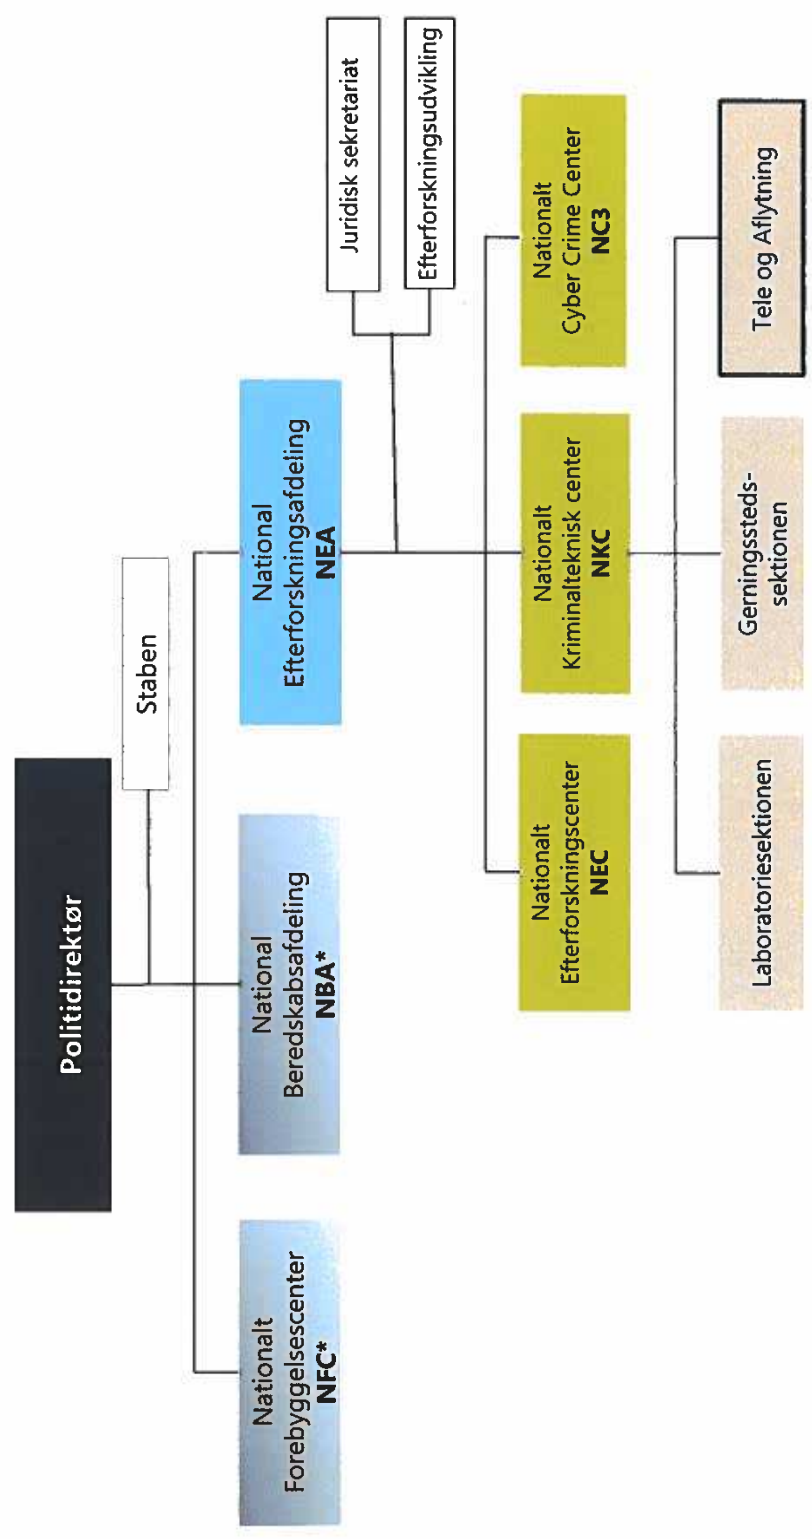 Politidirektør
Staben
Nationalt
Forebyggelsescenter
NFC*
National
Beredskabsafdeling
NBA*
National
Efterforskningsafdeling
NEA
Juridisk sekretariat
Efterforskningsudvikling
Nationalt
Efterforskningscenter
NEC
Nationalt
Kriminalteknisk center
NKC
Nationalt
Cyber Crime Center
NC3
Laboratoriesektionen
Gerningssteds-
sektionen
Tele og Aflytning